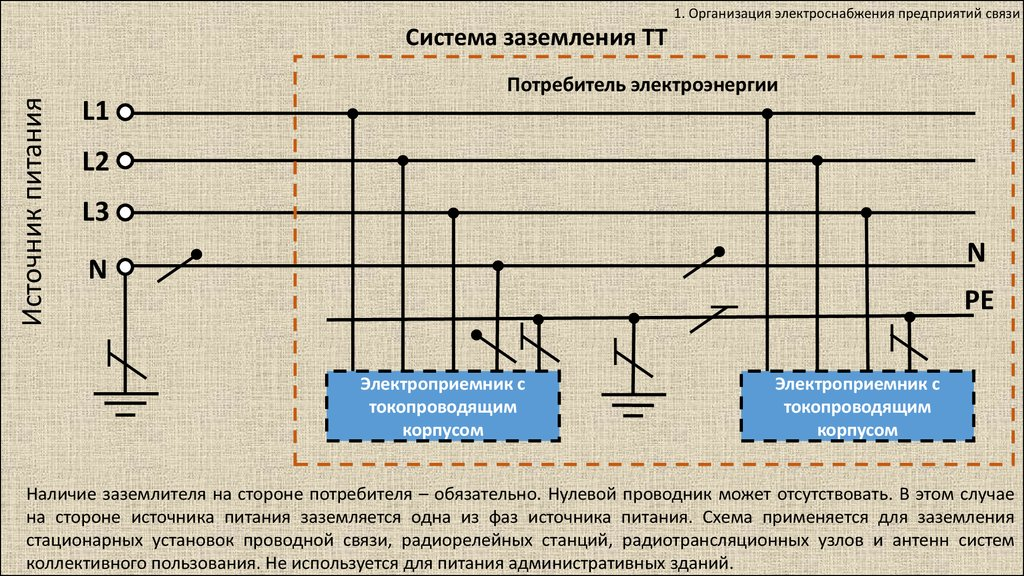 1. Организация электроснабжения предприятий связи
Система заземления ТТ
Потребитель электроэнергии
Источник питания
L1
L2
L3
N
N
PE
Электроприемник с
токопроводящим
корпусом
Электроприемник с
токопроводящим
корпусом
Наличие заземлителя на стороне потребителя – обязательно. Нулевой проводник может отсутствовать. В этом случае
на стороне источника питания заземляется одна из фаз источника питания. Схема применяется для заземления
стационарных установок проводной связи, радиорелейных станций, радиотрансляционных узлов и антенн систем
коллективного пользования. Не используется для питания административных зданий.